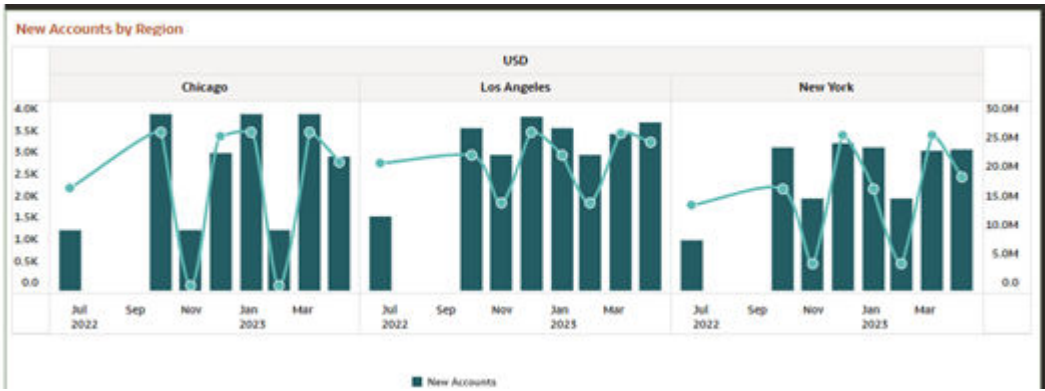 New Accounts by Region
USD
Chicago Los Angeles New York
4.0K 30.0M
3.5K 25.0M
3.0K 20.0M
2.5K 15.0M
2.0K 10.0M
1.5K 5.0M
1.0K 0.0
0.5K
0.0
Jul Sep Nov Jan Mar Jul Sep Nov Jan Mar Jul Sep Nov Jan Mar
2022 2023 2022 2023 2022 2023
New Accounts